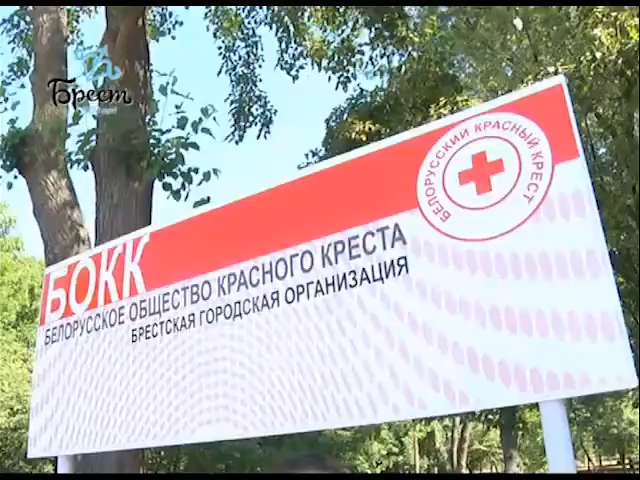 Брест
БЕЛОРУССКИЙ КРАСНЫЙ КРЕСТ
БОКК
БЕЛОРУССКОЕ ОБЩЕСТВО КРАСНОГО КРЕСТА
БРЕСТСКАЯ ГОРОДСКАЯ ОРГАНИЗАЦИЯ